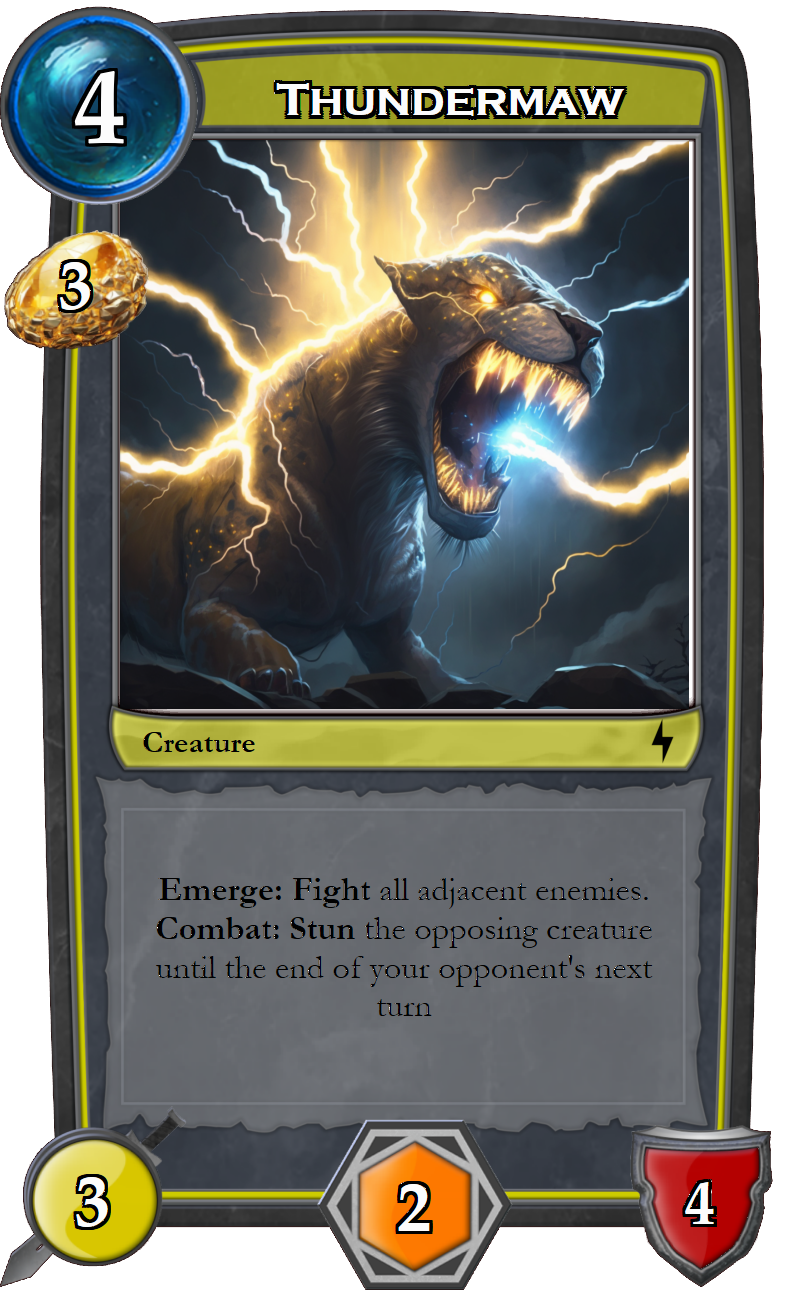 4
THUNDERMAW
3
Creature
Emerge: Fight all adjacent enemies.
Combat: Stun the opposing creature
until the end of your opponent's next
turn
3
2
4